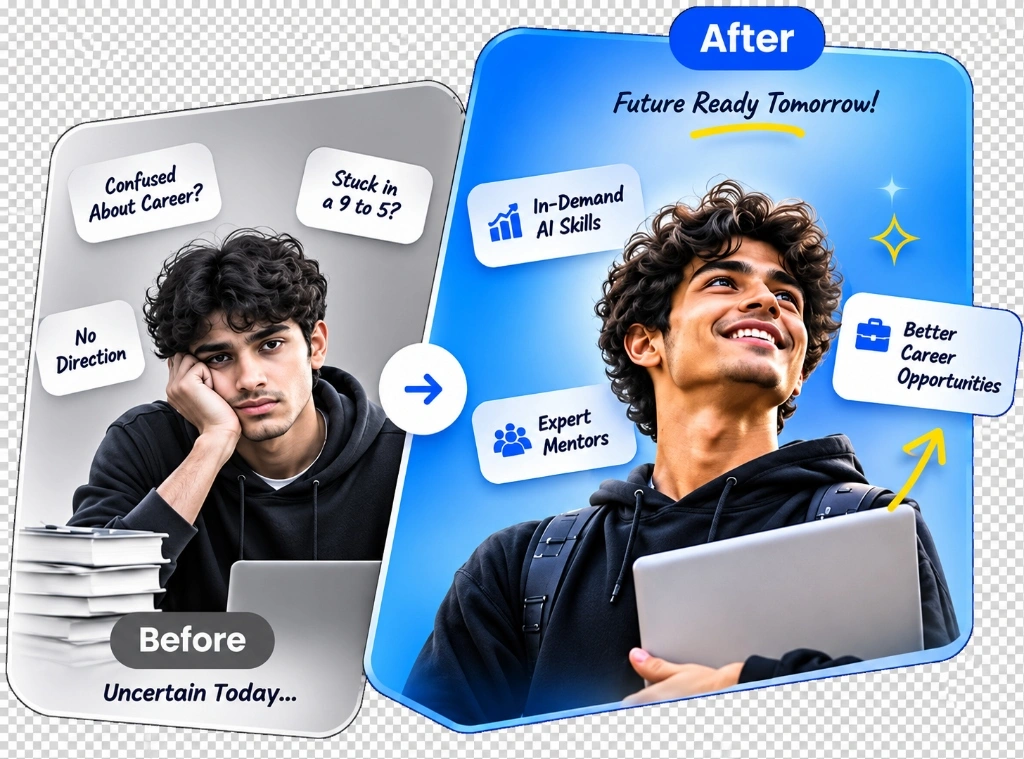 Confused
About Career?
Stuck in
a 9 to 5?
No
Direction
Before
Uncertain Today...
After
Future Ready Tomorrow!
In-Demand
AI Skills
Expert
Mentors
Better
Career
Opportunities